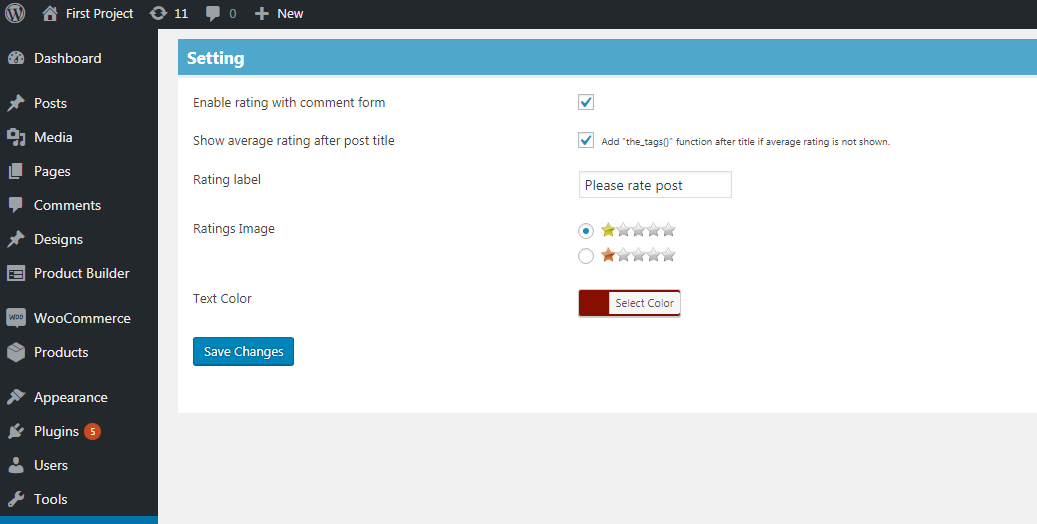 First Project 11 0 New
Dashboard
Posts
Media
Pages
Comments
Designs
Product Builder
WOO WooCommerce
Products
Appearance
Plugins 5
Users
Tools
Setting
Enable rating with comment form
Show average rating after post title Add "the_tags()" function after title if average rating is not shown.
Rating label Please rate post
Ratings Image
Text Color Select Color
Save Changes